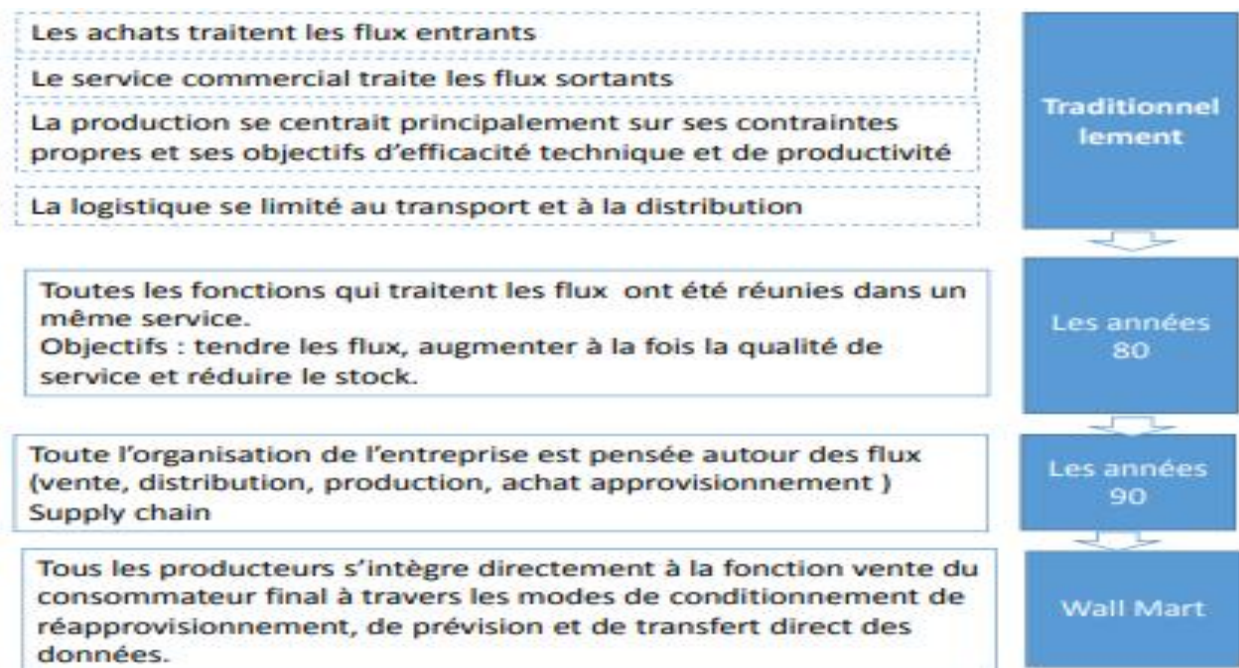 Les achats traitent les flux entrants
Le service commercial traite les flux sortants
La production se centrait principalement sur ses contraintes
propres et ses objectifs d'efficacité technique et de productivité
La logistique se limité au transport et à la distribution
Traditionnel
lement
Toutes les fonctions qui traitent les flux ont été réunies dans un
même service.
Objectifs : tendre les flux, augmenter à la fois la qualité de
service et réduire le stock.
Les années
80
Toute l'organisation de l'entreprise est pensée autour des flux
(vente, distribution, production, achat approvisionnement )
Supply chain
Les années
90
Tous les producteurs s'intègre directement à la fonction vente du
consommateur final à travers les modes de conditionnement de
réapprovisionnement, de prévision et de transfert direct des
données.
Wall Mart